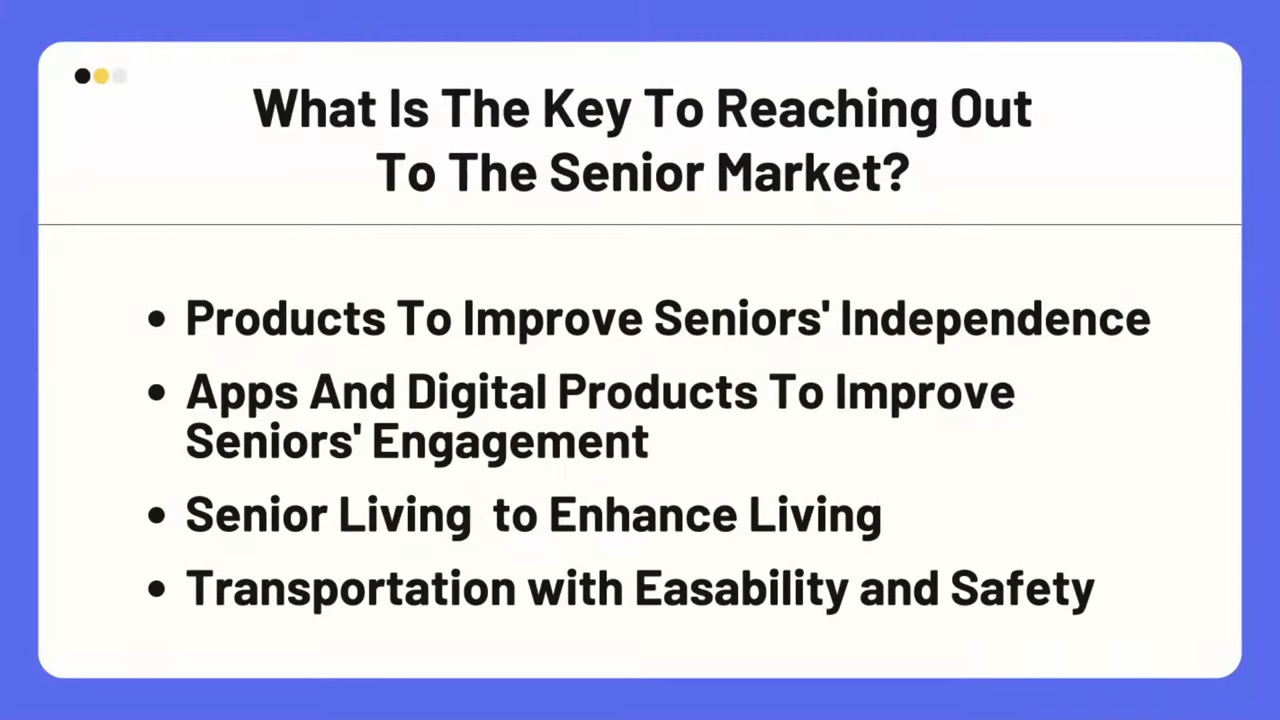 What Is The Key To Reaching Out
To The Senior Market?
• Products To Improve Seniors' Independence
• Apps And Digital Products To Improve
Seniors' Engagement
• Senior Living  to Enhance Living
• Transportation with Easability and Safety